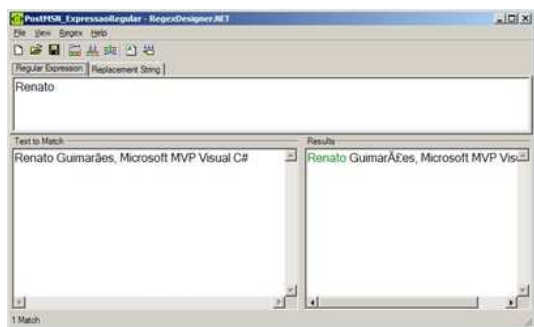 PostMSN_ExpressaoRegular - RegexDesigner.NET
File View Regex Help
Regular Expression Replacement String
Renato
Text to Match
Renato Guimarães, Microsoft MVP Visual C#
Results
Renato GuimarÃ£es, Microsoft MVP Visu
1 Match